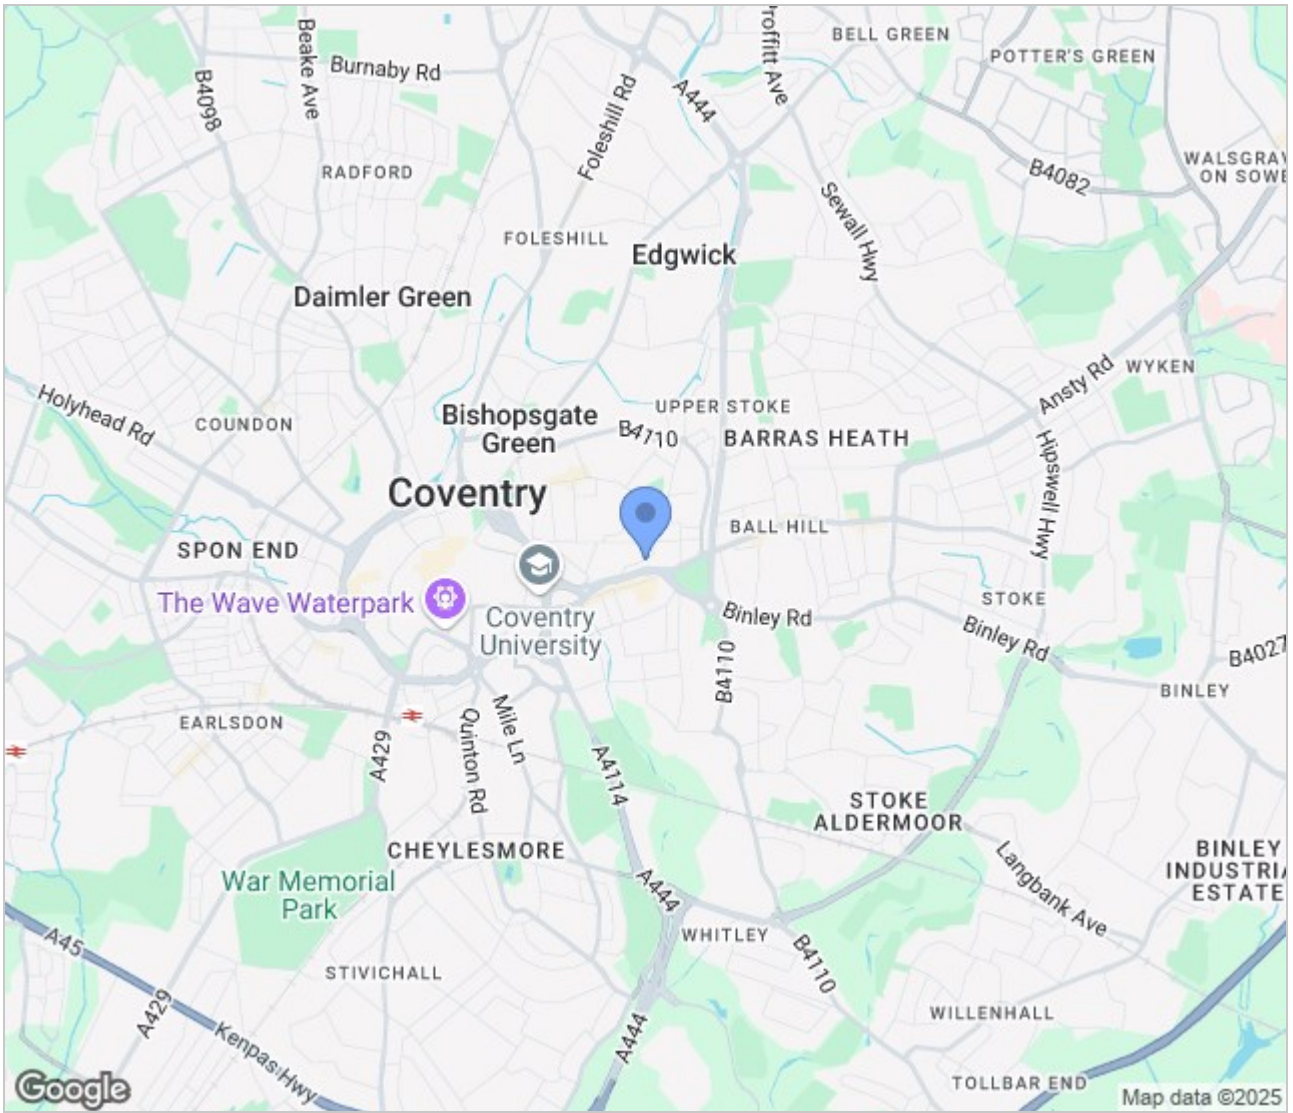 BELL GREEN
POTTER'S GREEN
Proffitt Ave
Beake Ave
Burnaby Rd
B4098
Foleshill Rd
A444
RADFORD
B4082
WALSGRAV
ON SOWE
Sewall Hwy
FOLESHILL
Edgwick
Daimler Green
Ansty Rd
WYKEN
Holyhead Rd
COUNDON
Bishopsgate
Green
UPPER STOKE
B4110
BARRAS HEATH
Hipswell Hwy
Coventry
BALL HILL
SPON END
The Wave Waterpark
Coventry
University
STOKE
Binley Rd
Binley Rd
B4027
B4110
BINLEY
EARLSDON
A429
Quinton Rd
Mile Ln
A4114
STOKE
ALDERMOOR
CHEYLESMORE
Langbank Ave
BINLEY
INDUSTRIA
ESTATE
War Memorial
Park
A444
WHITLEY
B4110
A45
STIVICHALL
A429
Kenpas Hwy
A444
WILLENHALL
TOLLBAR END
Google
Map data ©2025